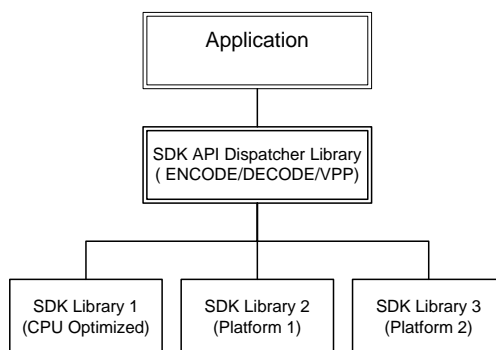 Application
SDK API Dispatcher Library
( ENCODE/DECODE/VPP)
SDK Library 1
(CPU Optimized)
SDK Library 2
(Platform 1)
SDK Library 3
(Platform 2)